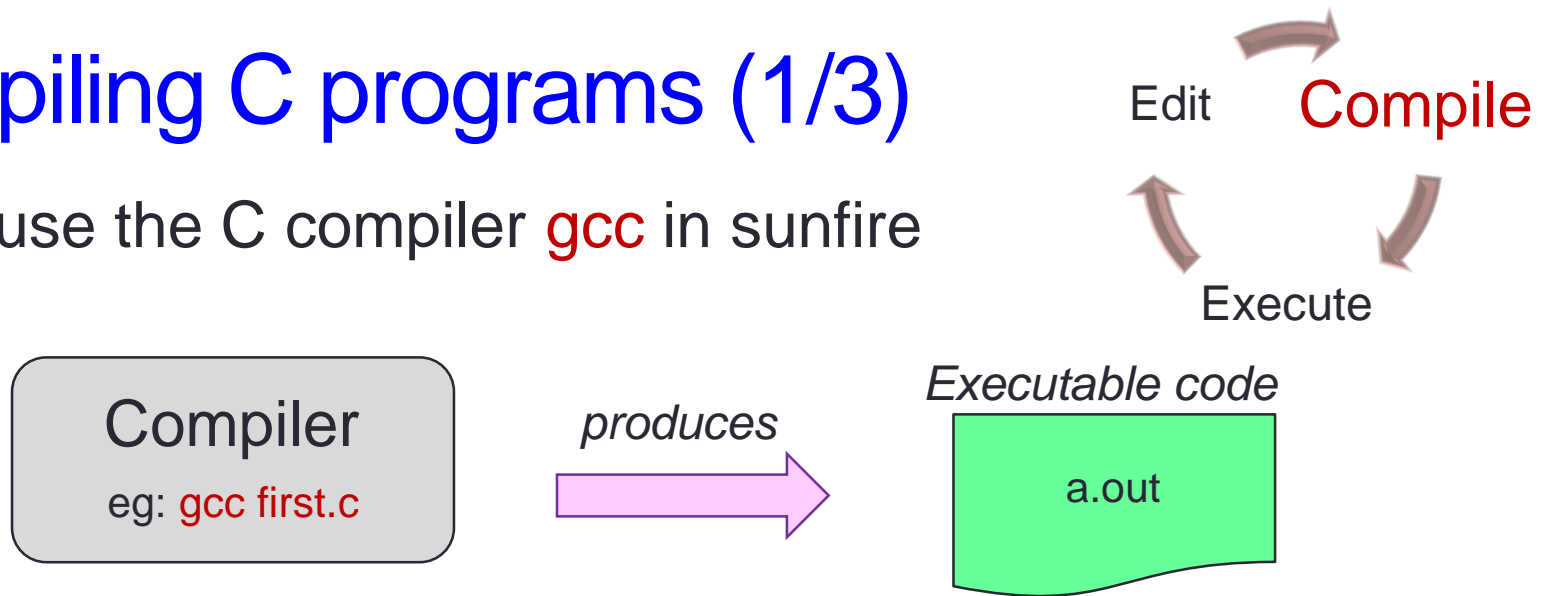 piling C programs (1/3)
Edit
Compile
use the C compiler gcc in sunfire
Execute
Compiler
eg: gcc first.c
produces
Executable code
a.out